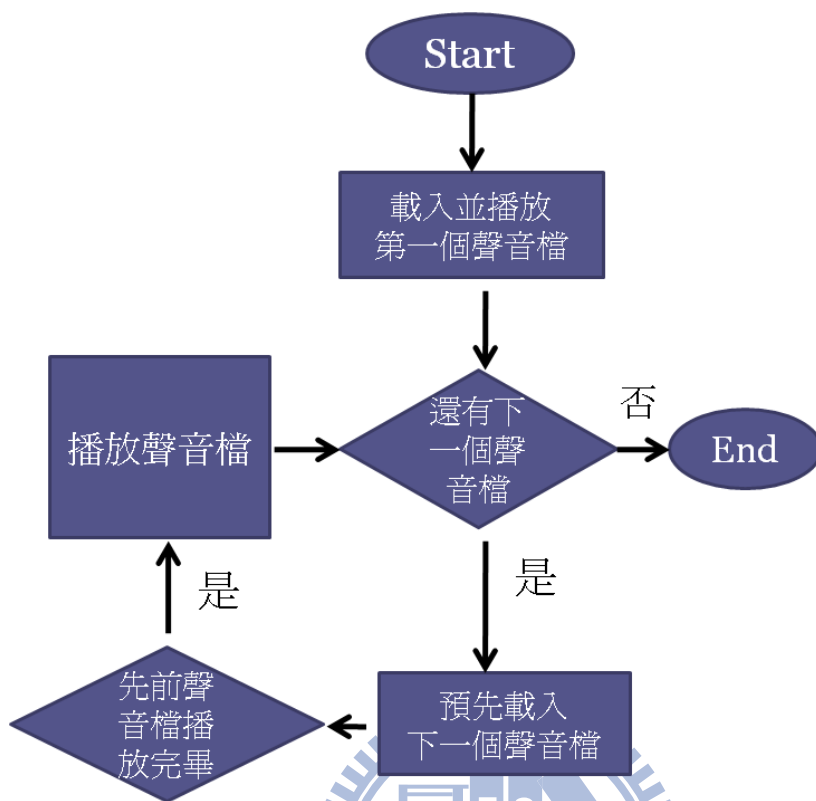 Start
載入並播放
第一個聲音檔
還有下
一個聲
音檔
否
End
是
預先載入
下一個聲音檔
先前聲
音檔播
放完畢
是
播放聲音檔